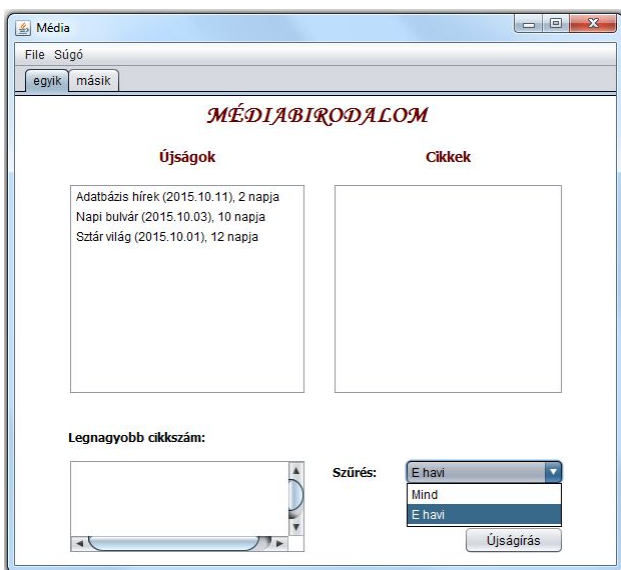 Média
File Súgó
egyik másik
MÉDIABIRODALOM
Újságok
Cikkek
Adatbázis hírek (2015.10.11), 2 napja
Napi bulvár (2015.10.03), 10 napja
Sztár világ (2015.10.01), 12 napja
Legnagyobb cikkszám:
Szűrés:
E havi
Mind
E havi
Újságírás